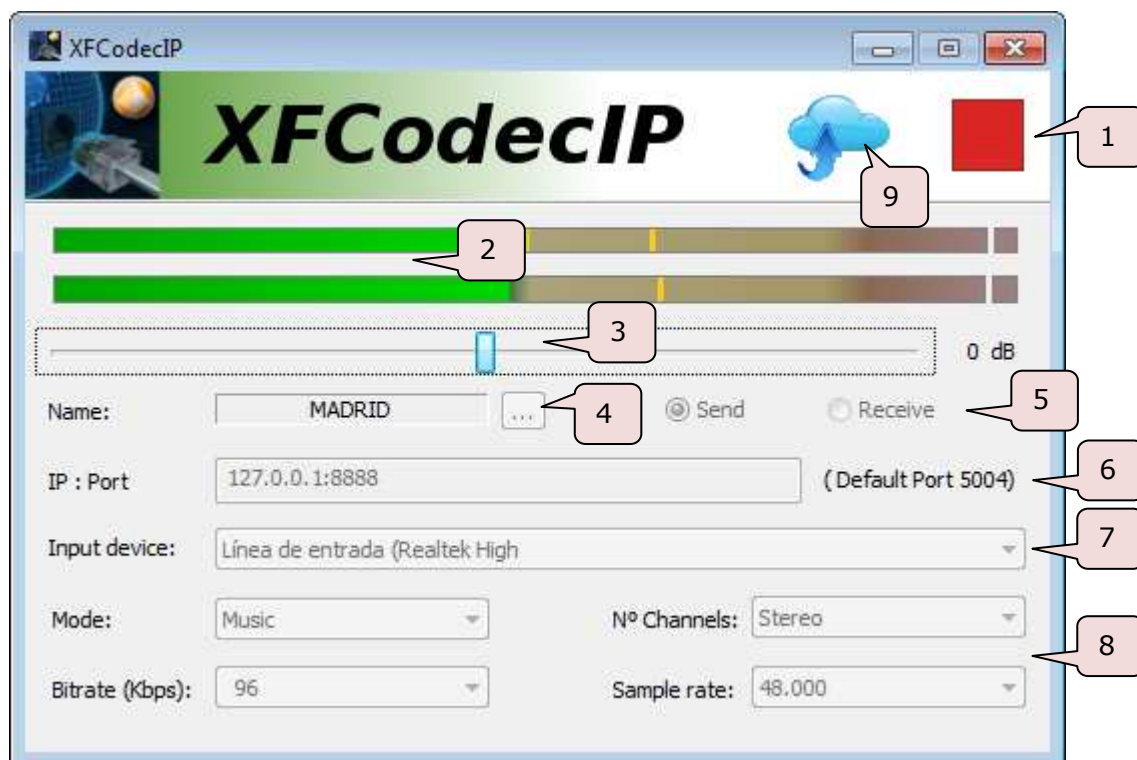 XFCodecIP
XFCodecIP
1
9
2
3
0 dB
Name: MADRID ... 4 Send Receive 5
IP : Port 127.0.0.1:8888 (Default Port 5004) 6
Input device: Línea de entrada (Realtek High 7
Mode: Music Nº Channels: Stereo
8
Bitrate (Kbps): 96 Sample rate: 48.000